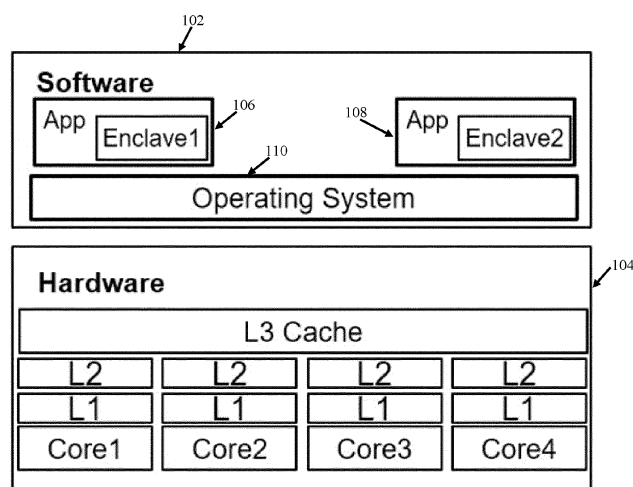 102
Software
App
Enclave1
106
108
App
Enclave2
110
Operating System
Hardware
104
L3 Cache
L2 L2 L2 L2
L1 L1 L1 L1
Core1 Core2 Core3 Core4